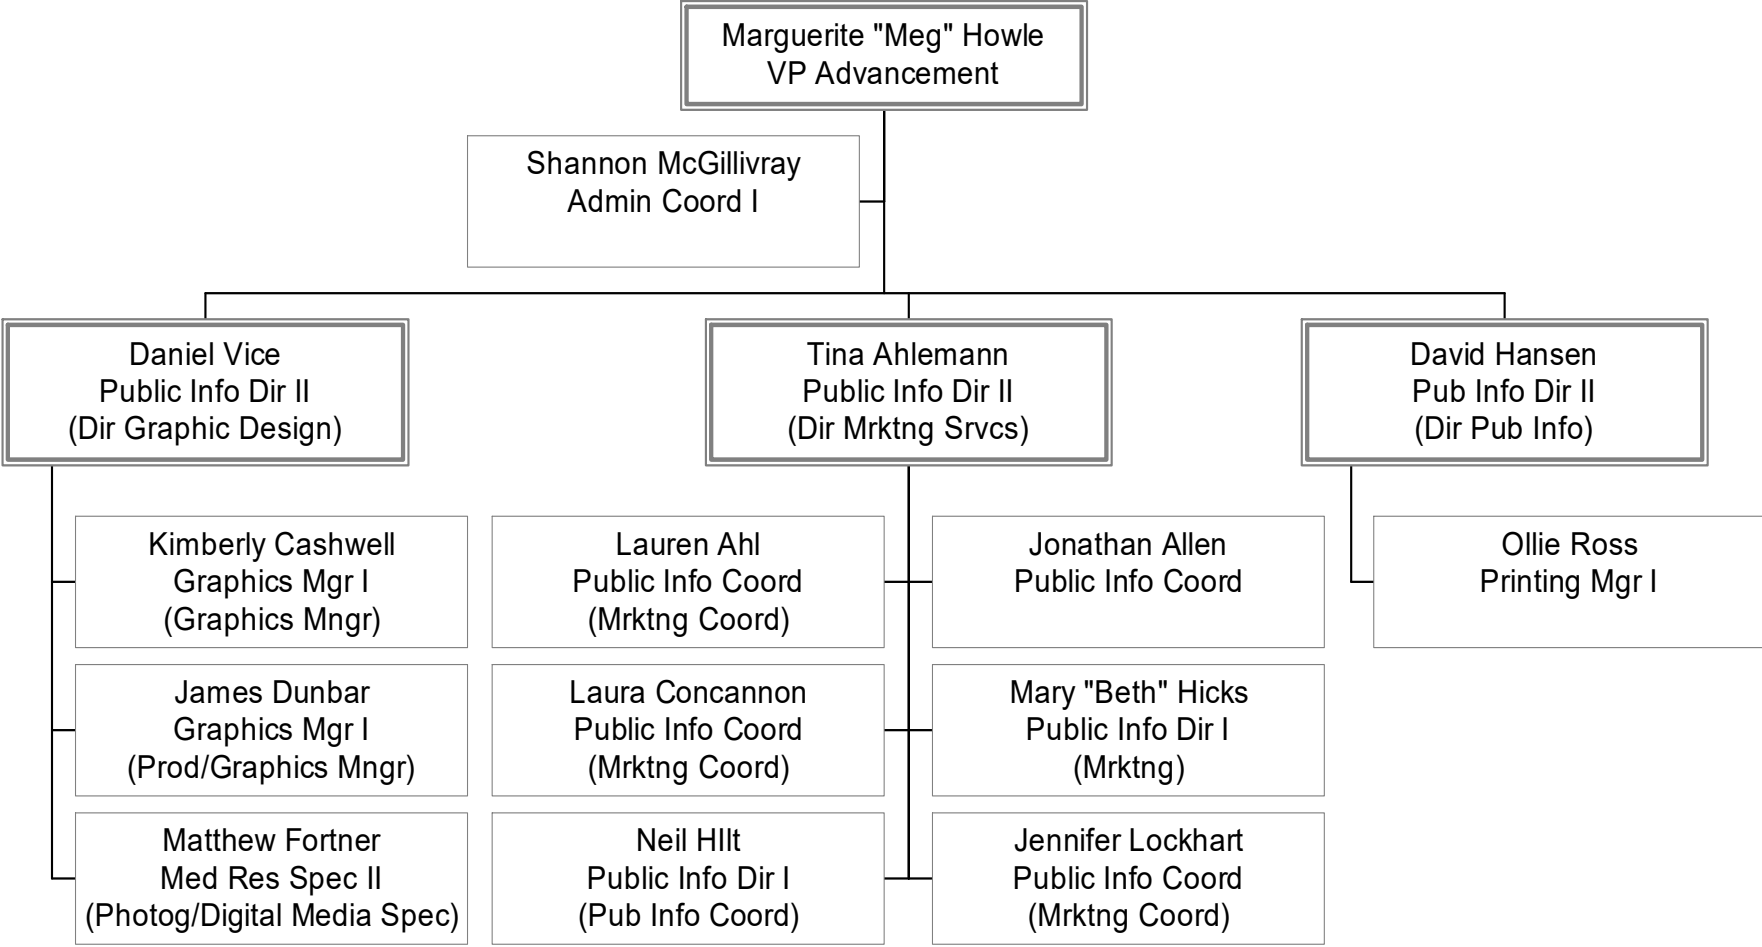 Marguerite "Meg" Howle
VP Advancement
Shannon McGillivray
Admin Coord I
Daniel Vice
Public Info Dir II
(Dir Graphic Design)
Tina Ahlemann
Public Info Dir II
(Dir Mrktng Srvcs)
David Hansen
Pub Info Dir II
(Dir Pub Info)
Kimberly Cashwell
Graphics Mgr I
(Graphics Mngr)
Lauren Ahl
Public Info Coord
(Mrktng Coord)
Jonathan Allen
Public Info Coord
Ollie Ross
Printing Mgr I
James Dunbar
Graphics Mgr I
(Prod/Graphics Mngr)
Laura Concannon
Public Info Coord
(Mrktng Coord)
Mary "Beth" Hicks
Public Info Dir I
(Mrktng)
Matthew Fortner
Med Res Spec II
(Photog/Digital Media Spec)
Neil HIlt
Public Info Dir I
(Pub Info Coord)
Jennifer Lockhart
Public Info Coord
(Mrktng Coord)